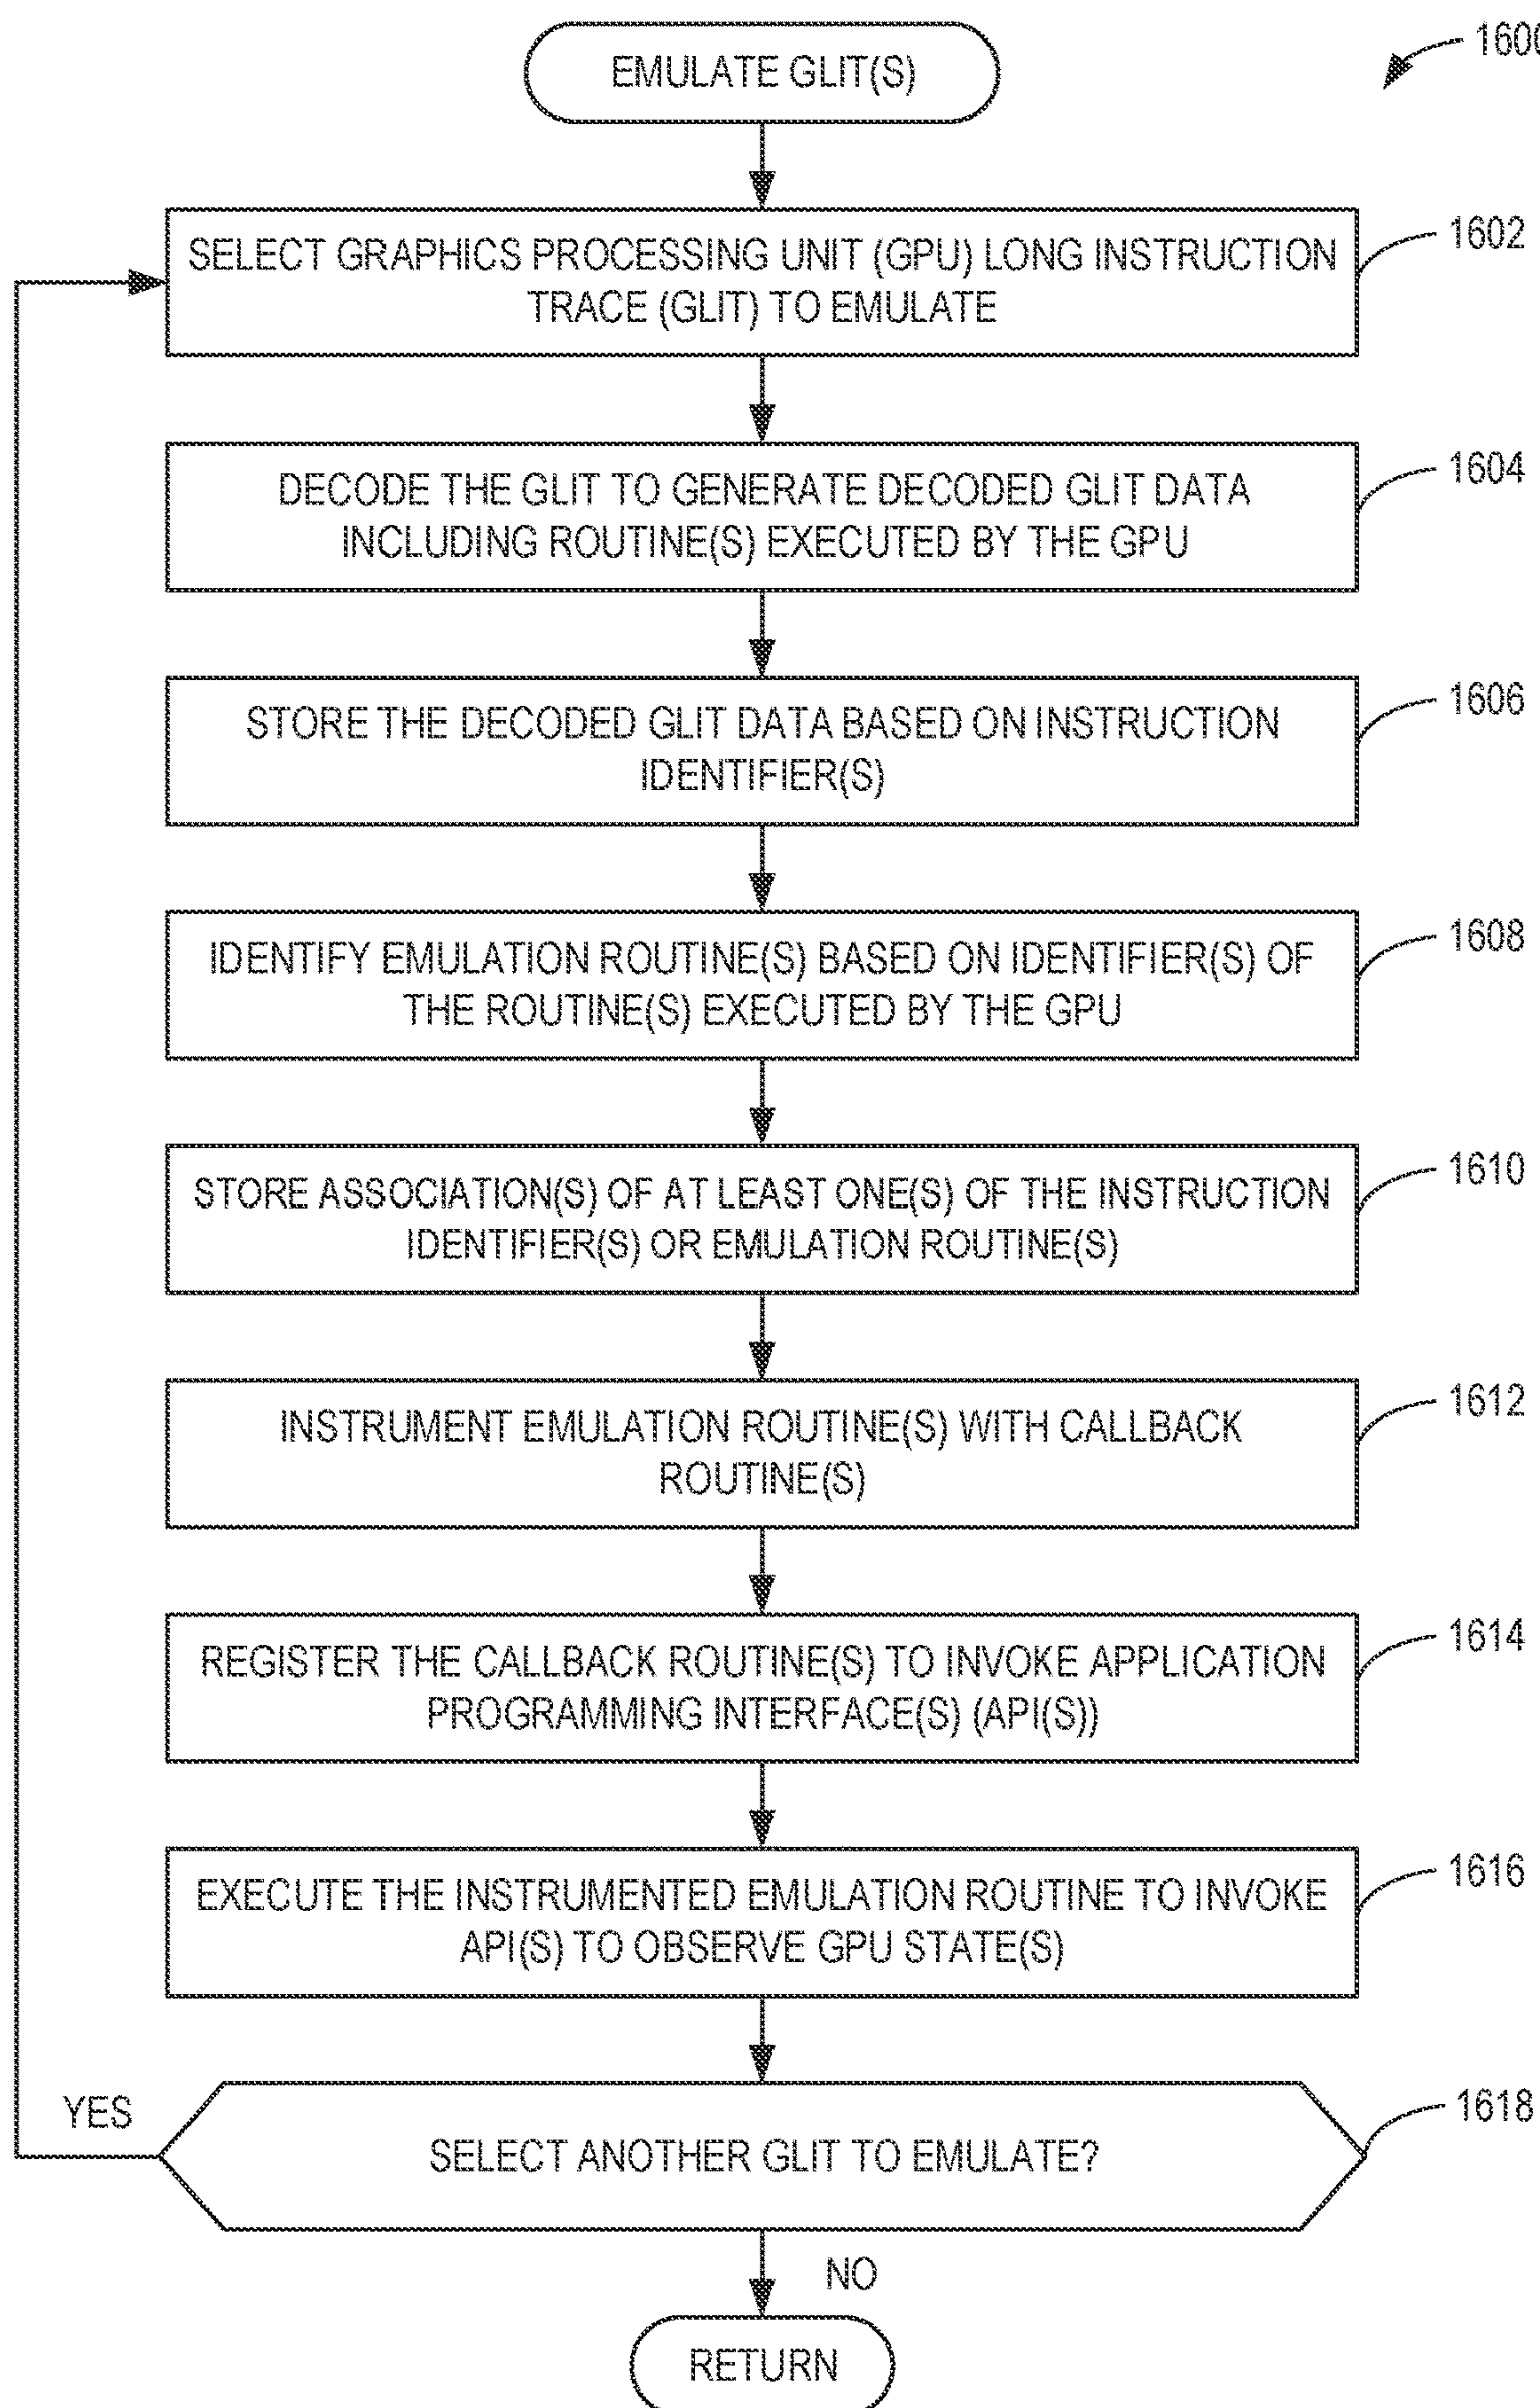 EMULATE GLIT(S)
1600
SELECT GRAPHICS PROCESSING UNIT (GPU) LONG INSTRUCTION
TRACE (GLIT) TO EMULATE
1602
DECODE THE GLIT TO GENERATE DECODED GLIT DATA
INCLUDING ROUTINE(S) EXECUTED BY THE GPU
1604
STORE THE DECODED GLIT DATA BASED ON INSTRUCTION
IDENTIFIER(S)
1606
IDENTIFY EMULATION ROUTINE(S) BASED ON IDENTIFIER(S) OF
THE ROUTINE(S) EXECUTED BY THE GPU
1608
STORE ASSOCIATION(S) OF AT LEAST ONE(S) OF THE INSTRUCTION
IDENTIFIER(S) OR EMULATION ROUTINE(S)
1610
INSTRUMENT EMULATION ROUTINE(S) WITH CALLBACK
ROUTINE(S)
1612
REGISTER THE CALLBACK ROUTINE(S) TO INVOKE APPLICATION
PROGRAMMING INTERFACE(S) (API(S))
1614
EXECUTE THE INSTRUMENTED EMULATION ROUTINE TO INVOKE
API(S) TO OBSERVE GPU STATE(S)
1616
YES
SELECT ANOTHER GLIT TO EMULATE?
1618
NO
RETURN